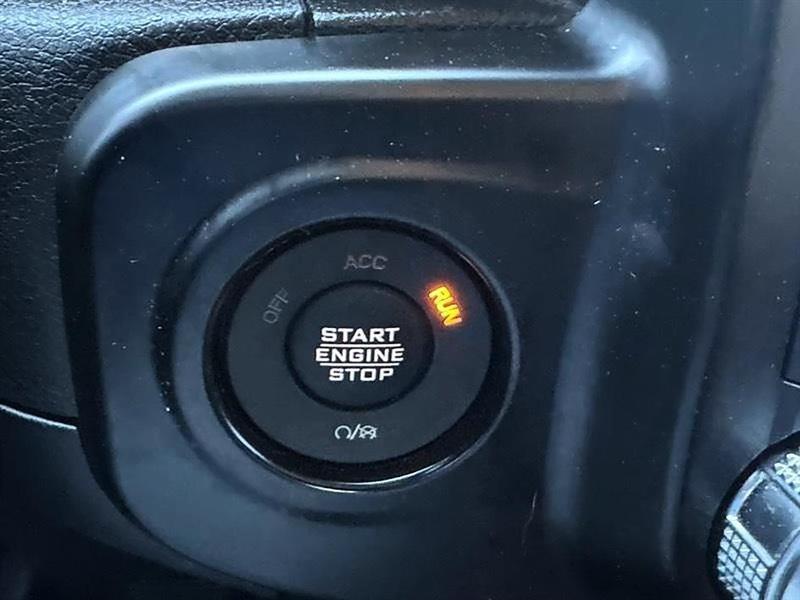 ACC
OFF
RUN
START
ENGINE
STOP